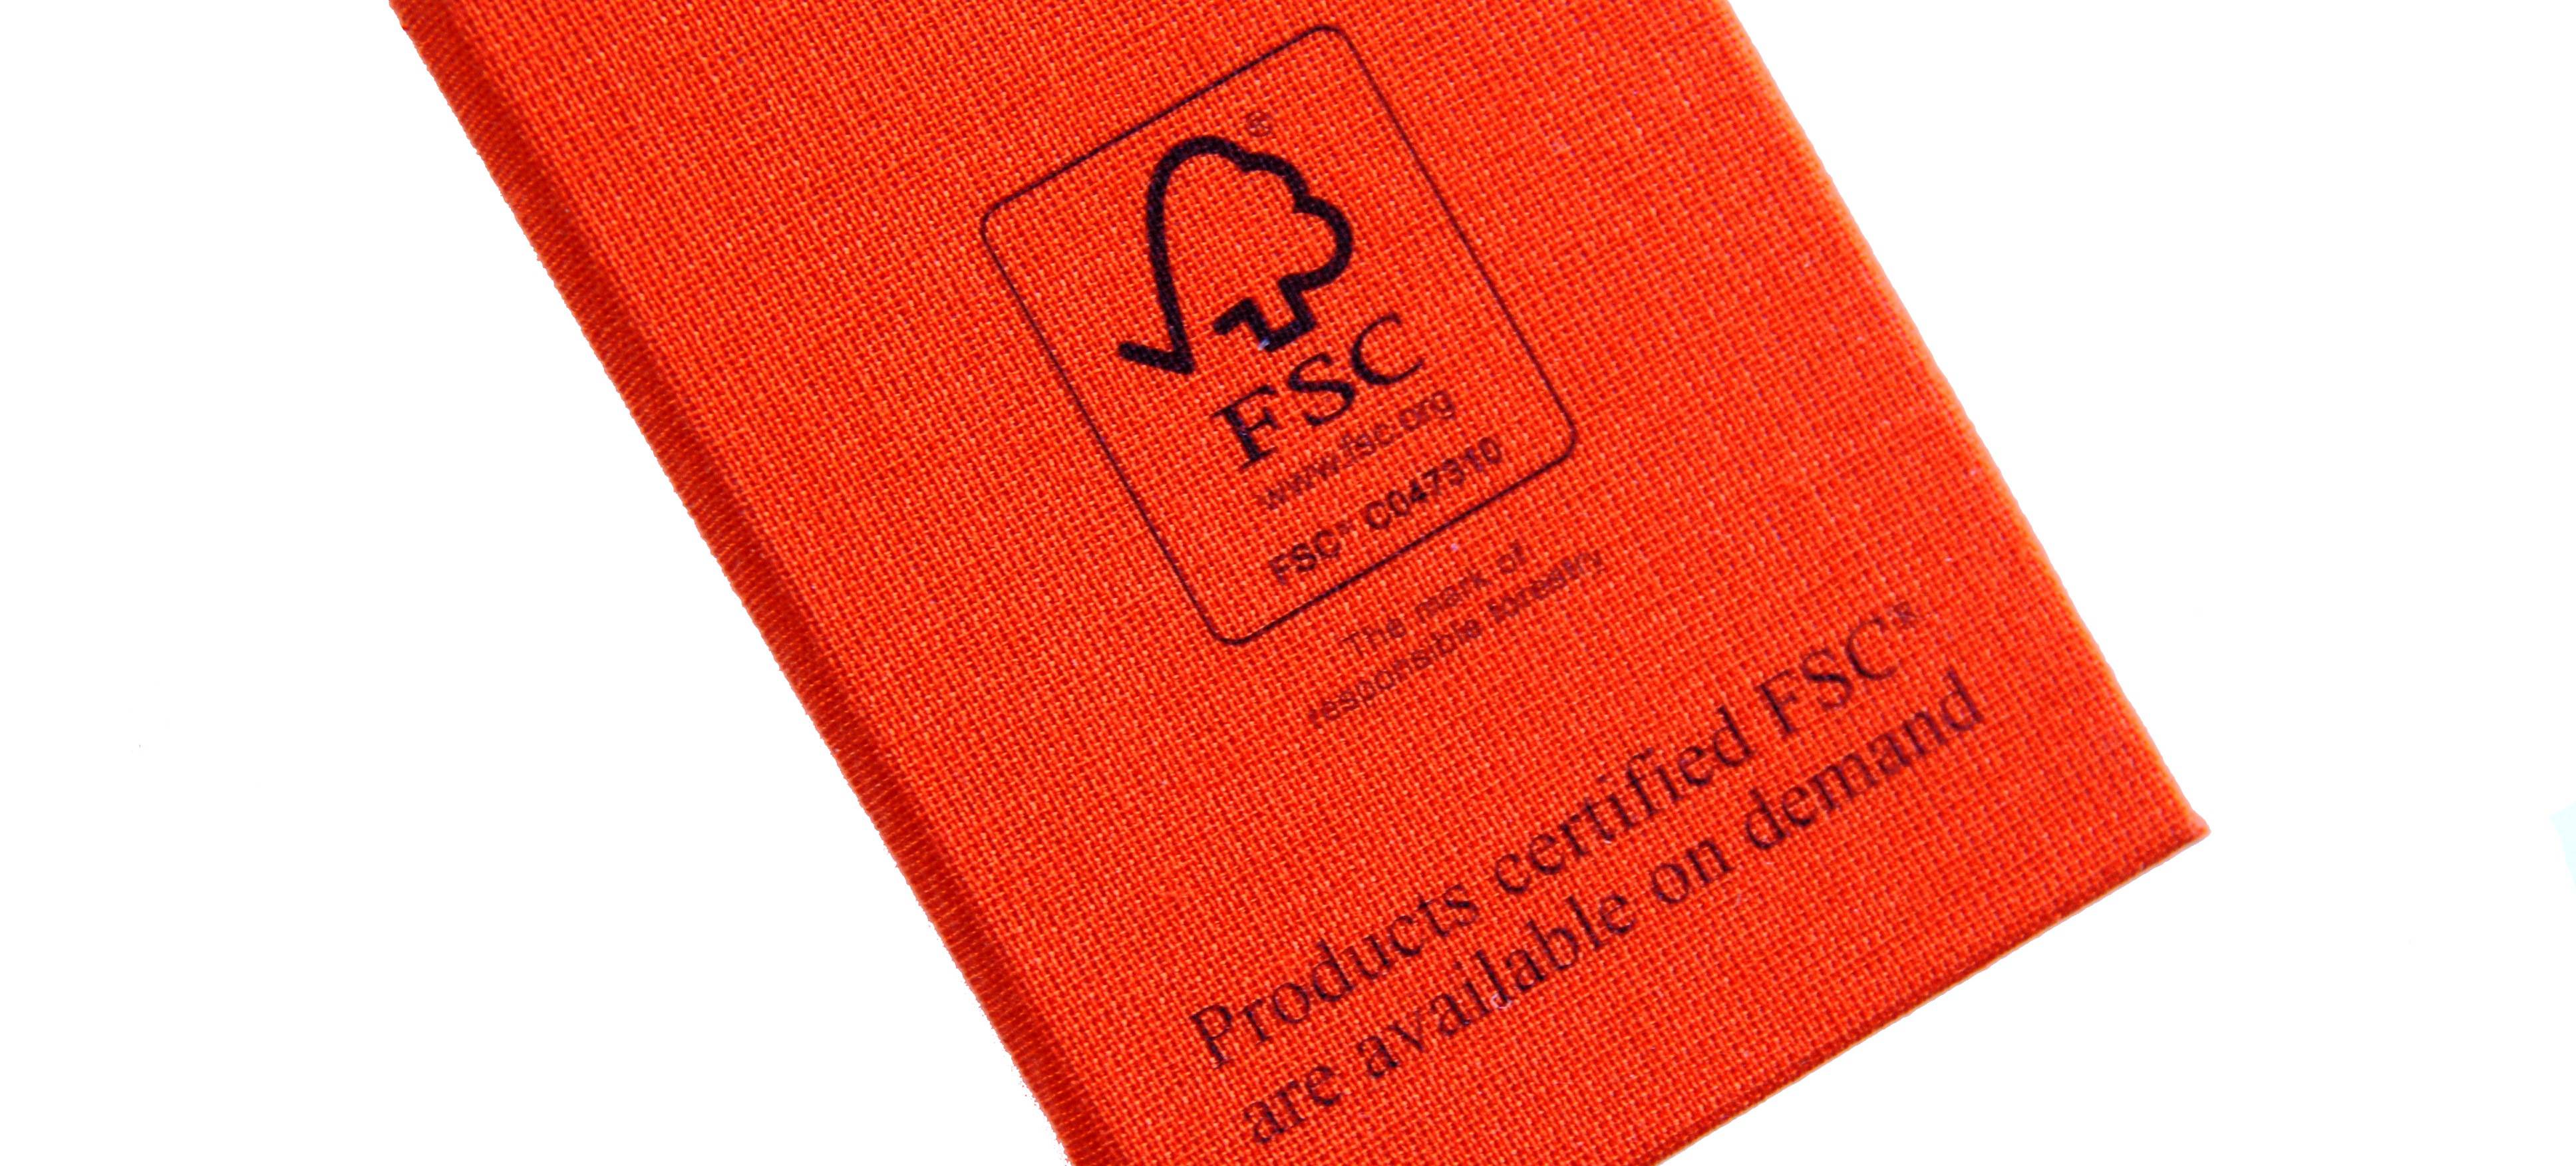 ®
FSC
www.fsc.org
FSC® C047310
The mark of
responsible forestry
Products certified FSC®
are available on demand